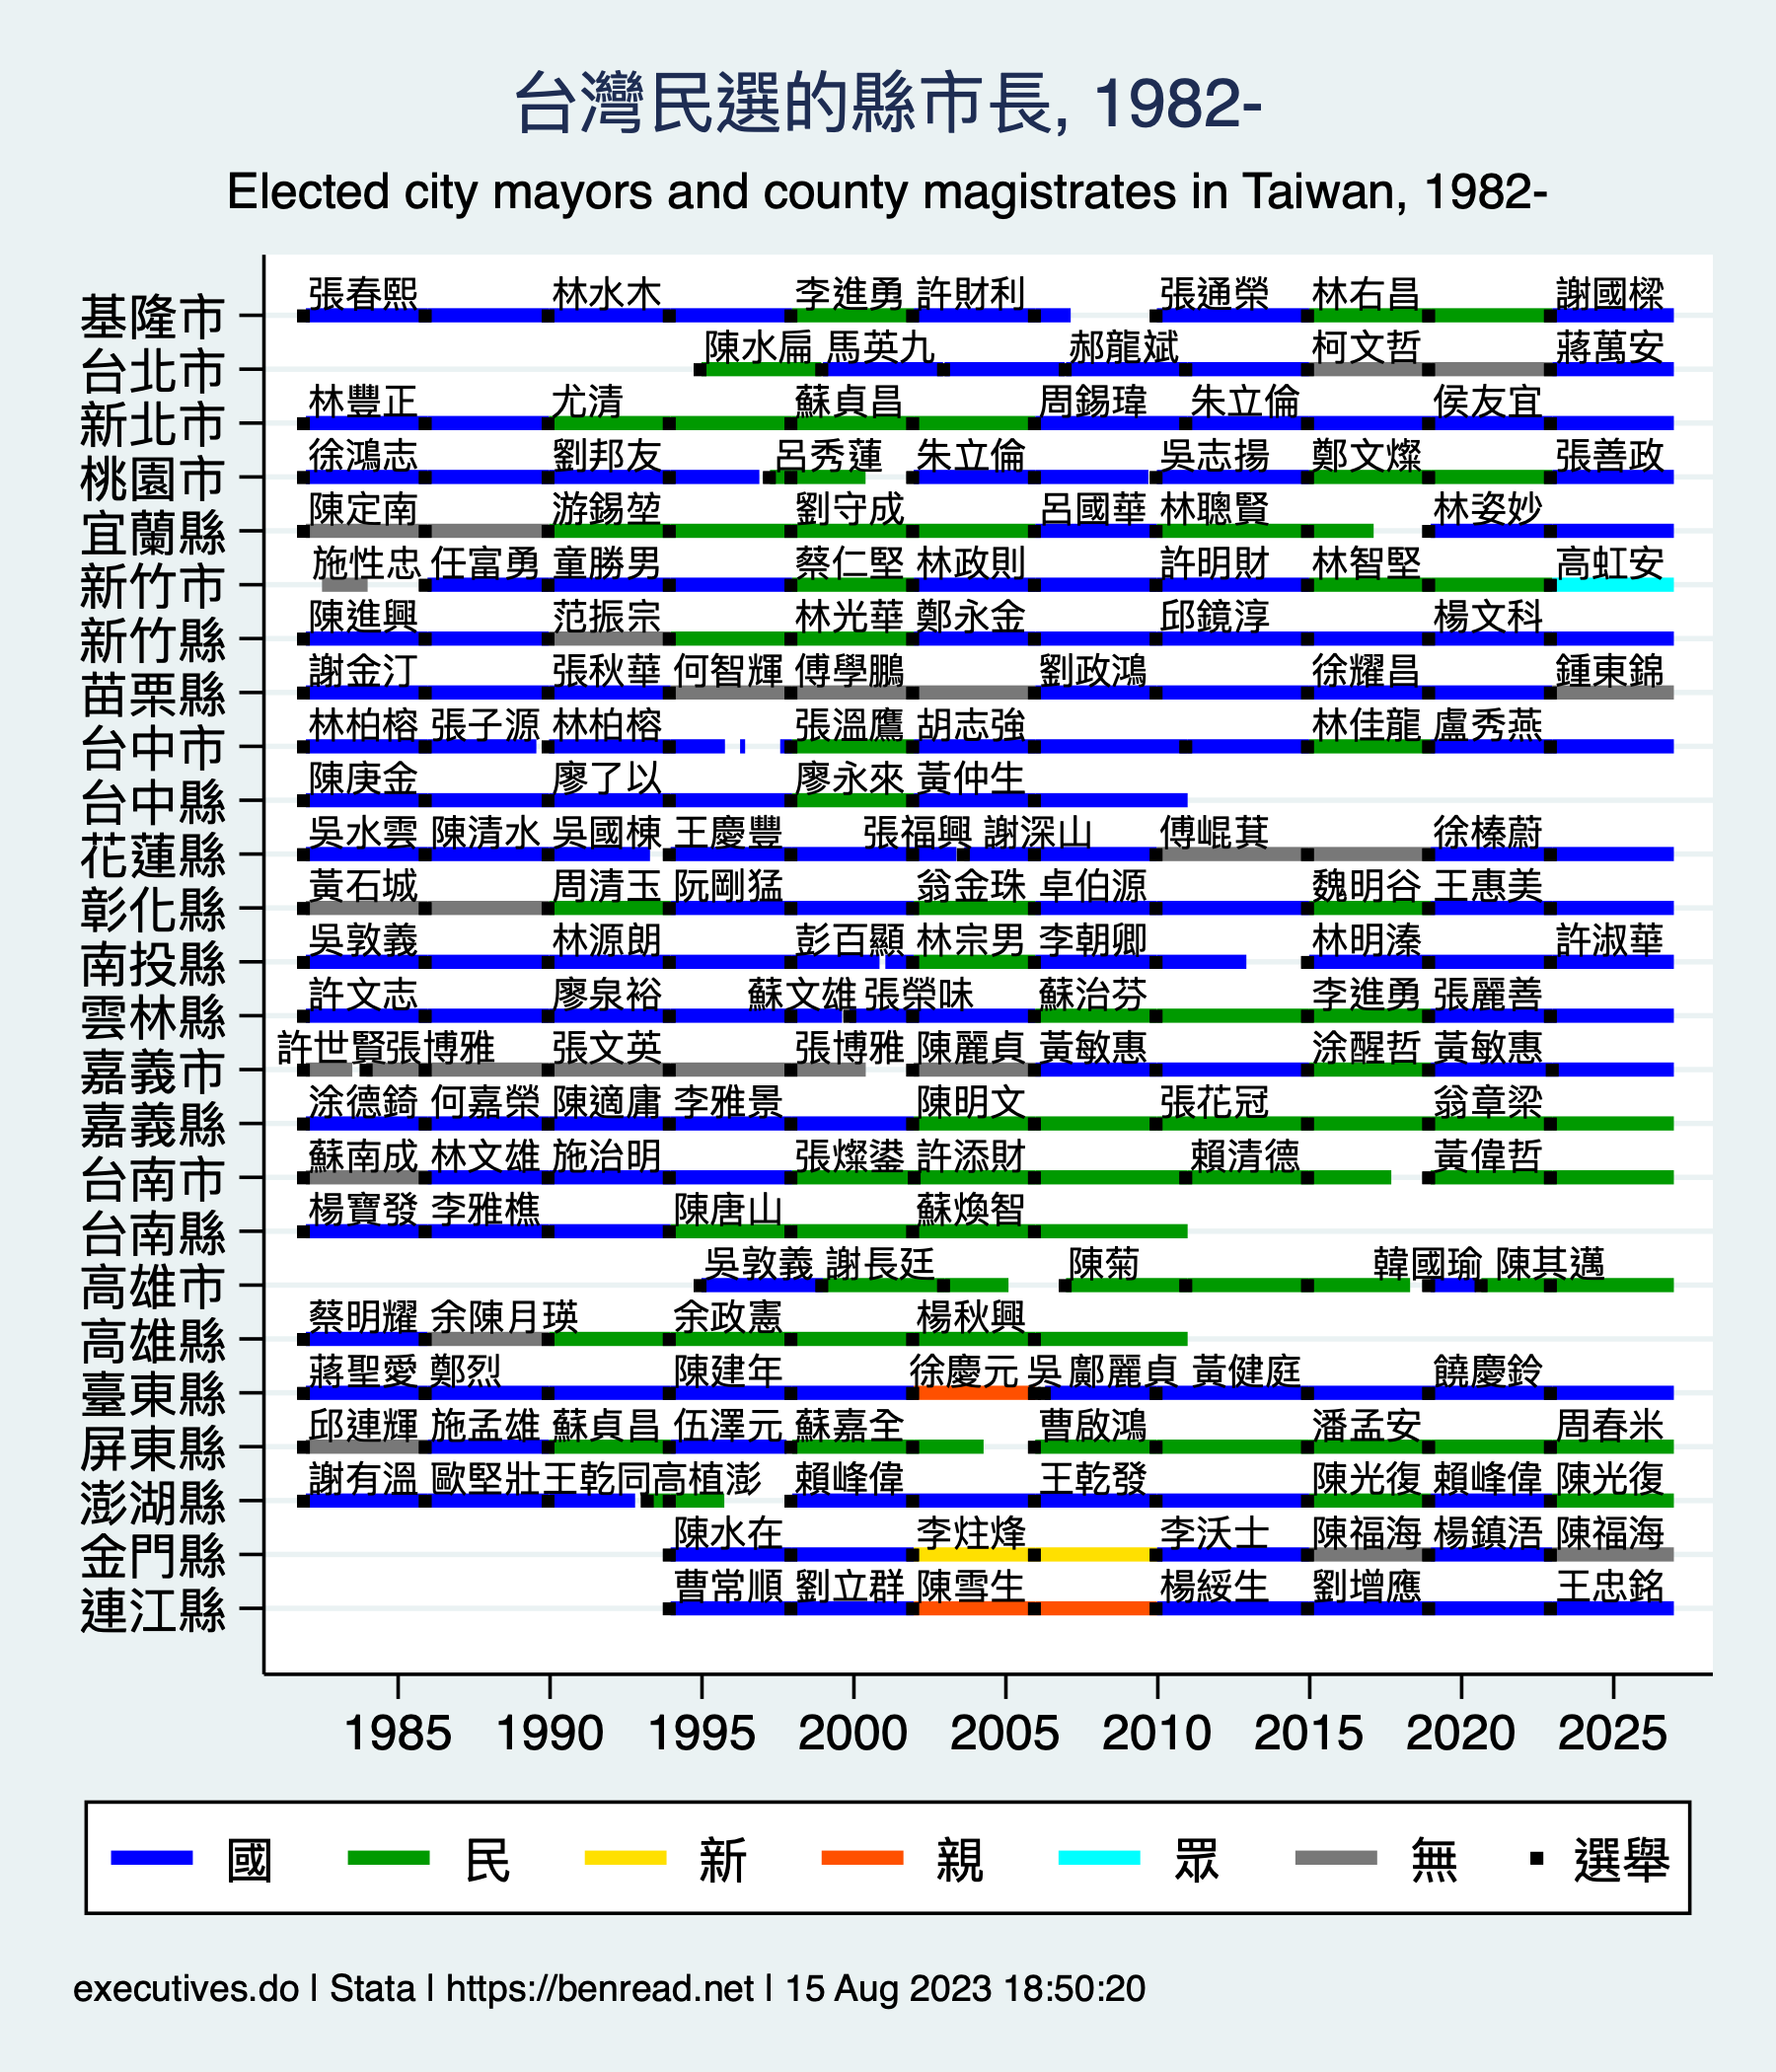 台灣民選的縣市長, 1982-
Elected city mayors and county magistrates in Taiwan, 1982-
基隆市 張春熙 林水木 李進勇 許財利 張通榮 林右昌 謝國樑
台北市 陳水扁 馬英九 郝龍斌 柯文哲 蔣萬安
新北市 林豐正 尤清 蘇貞昌 周錫瑋 朱立倫 侯友宜
桃園市 徐鴻志 劉邦友 呂秀蓮 朱立倫 吳志揚 鄭文燦 張善政
宜蘭縣 陳定南 游錫堃 劉守成 呂國華 林聰賢 林姿妙
新竹市 施性忠 任富勇 童勝男 蔡仁堅 林政則 許明財 林智堅 高虹安
新竹縣 陳進興 范振宗 林光華 鄭永金 邱鏡淳 楊文科
苗栗縣 謝金汀 張秋華 何智輝 傅學鵬 劉政鴻 徐耀昌 鍾東錦
台中市 林柏榕 張子源 林柏榕 張溫鷹 胡志強 林佳龍 盧秀燕
台中縣 陳庚金 廖了以 廖永來 黃仲生
花蓮縣 吳水雲 陳清水 吳國棟 王慶豐 張福興 謝深山 傅崐萁 徐榛蔚
彰化縣 黃石城 周清玉 阮剛猛 翁金珠 卓伯源 魏明谷 王惠美
南投縣 吳敦義 林源朗 彭百顯 林宗男 李朝卿 林明溱 許淑華
雲林縣 許文志 廖泉裕 蘇文雄 張榮味 蘇治芬 李進勇 張麗善
嘉義市 許世賢 張博雅 張文英 張博雅 陳麗貞 黃敏惠 涂醒哲 黃敏惠
嘉義縣 涂德錡 何嘉榮 陳適庸 李雅景 陳明文 張花冠 翁章梁
台南市 蘇南成 林文雄 施治明 張燦鍙 許添財 賴清德 黃偉哲
台南縣 楊寶發 李雅樵 陳唐山 蘇煥智
高雄市 吳敦義 謝長廷 陳菊 韓國瑜 陳其邁
高雄縣 蔡明耀 余陳月瑛 余政憲 楊秋興
臺東縣 蔣聖愛 鄭烈 陳建年 徐慶元 吳 鄺麗貞 黃健庭 饒慶鈴
屏東縣 邱連輝 施孟雄 蘇貞昌 伍澤元 蘇嘉全 曹啟鴻 潘孟安 周春米
澎湖縣 謝有溫 歐堅壯 王乾同 高植澎 賴峰偉 王乾發 陳光復 賴峰偉 陳光復
金門縣 陳水在 李炷烽 李沃士 陳福海 楊鎮浯 陳福海
連江縣 曹常順 劉立群 陳雪生 楊綏生 劉增應 王忠銘
1985 1990 1995 2000 2005 2010 2015 2020 2025
國 民 新 親 眾 無 選舉
executives.do | Stata | https://benread.net | 15 Aug 2023 18:50:20